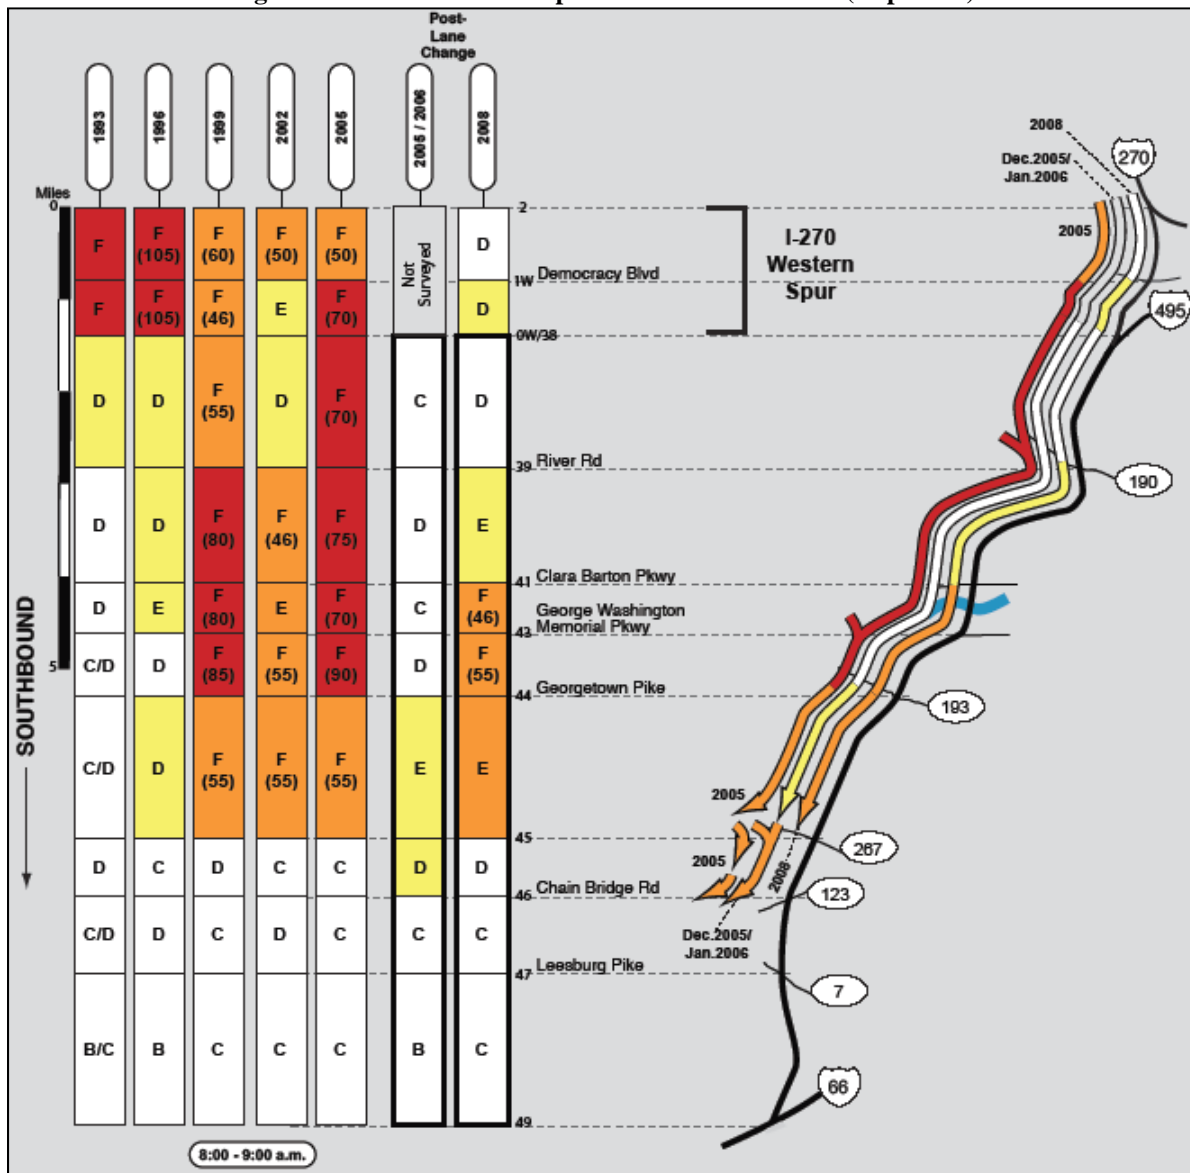 Post-
Lane
Change
1993
1996
1999
2002
2005
2005 / 2006
2008
Miles
0
5
SOUTHBOUND
F
F
(105)
F
(60)
F
(50)
F
(50)
Not
Surveyed
D
2
F
F
(105)
F
(46)
E
F
(70)
D
Democracy Blvd
1W
0W/38
D
D
F
(55)
D
F
(70)
C
D
River Rd
39
D
D
F
(80)
F
(46)
F
(75)
D
E
Clara Barton Pkwy
41
D
E
F
(80)
E
F
(70)
C
F
(46)
George Washington
Memorial Pkwy
43
C/D
D
F
(85)
F
(55)
F
(90)
D
F
(55)
Georgetown Pike
44
C/D
D
F
(55)
F
(55)
F
(55)
E
E
45
D
C
D
C
C
D
D
Chain Bridge Rd
46
C/D
D
C
D
C
C
C
Leesburg Pike
47
B/C
B
C
C
C
B
C
49
8:00 - 9:00 a.m.
I-270
Western
Spur
2008
Dec.2005/
Jan.2006
2005
270
495
190
193
2005
267
2005
2008
123
Dec.2005/
Jan.2006
7
66